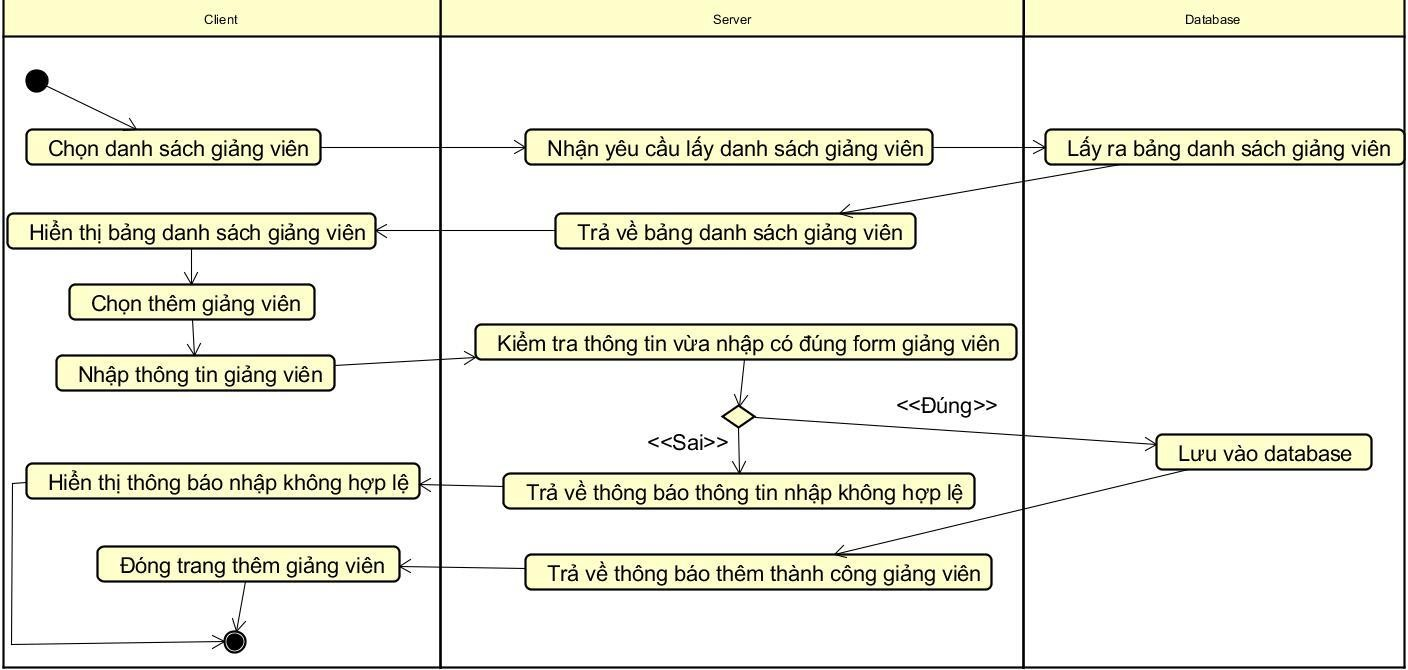 Client
Server
Database
Chọn danh sách giảng viên
Nhận yêu cầu lấy danh sách giảng viên
Lấy ra bảng danh sách giảng viên
Hiển thị bảng danh sách giảng viên
Trả về bảng danh sách giảng viên
Chọn thêm giảng viên
Kiểm tra thông tin vừa nhập có đúng form giảng viên
Nhập thông tin giảng viên
<<Đúng>>
<<Sai>>
Lưu vào database
Hiển thị thông báo nhập không hợp lệ
Trả về thông báo thông tin nhập không hợp lệ
Đóng trang thêm giảng viên
Trả về thông báo thêm thành công giảng viên